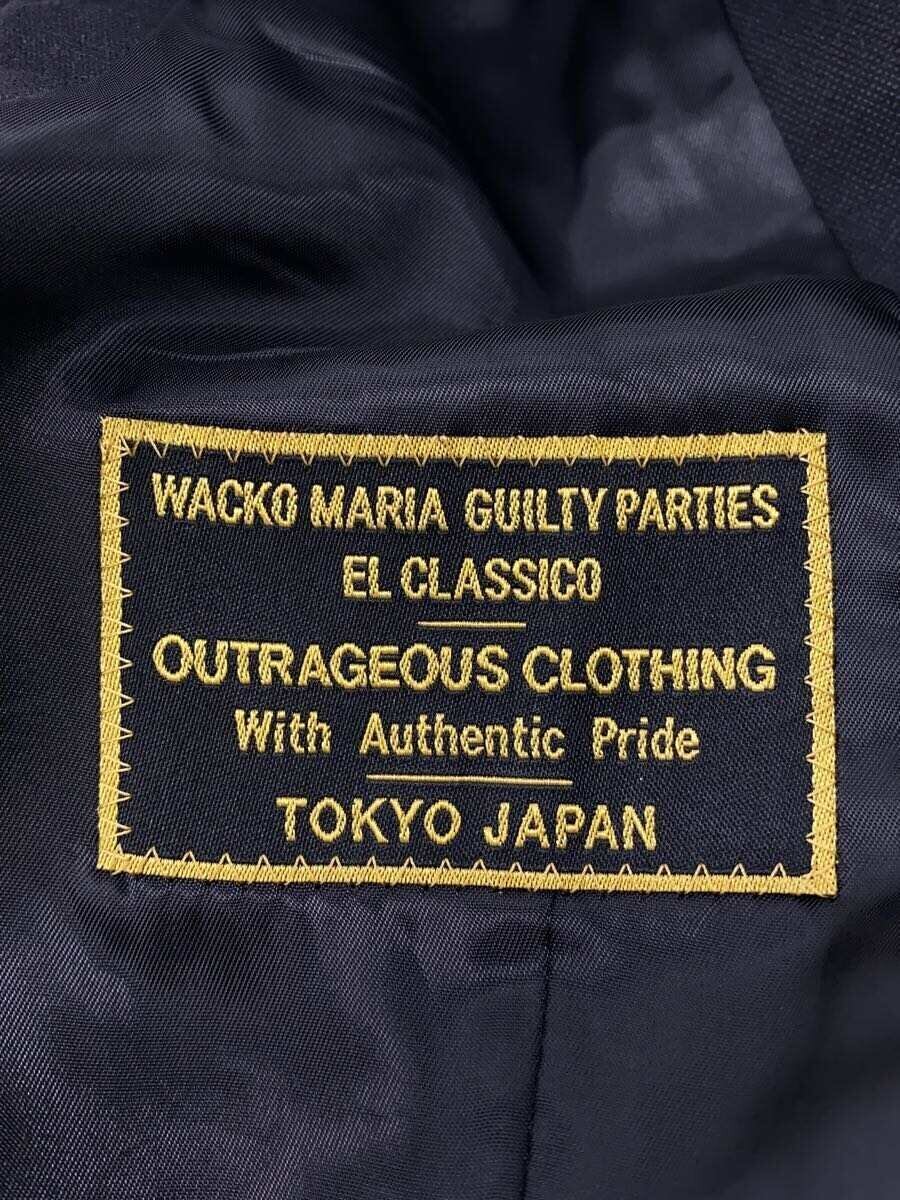 WACKO MARIA GUILTY PARTIES
EL CLASSICO
OUTRAGEOUS CLOTHING
With Authentic Pride
TOKYO JAPAN